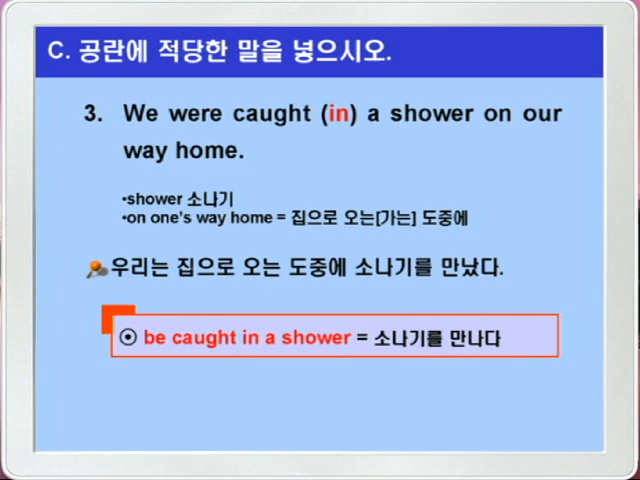 C. 공란에 적당한 말을 넣으시오.
3. We were caught (in) a shower on our
way home.
•shower 소나기
•on one's way home = 집으로 오는[가는] 도중에
우리는 집으로 오는 도중에 소나기를 만났다.
⊙ be caught in a shower = 소나기를 만나다